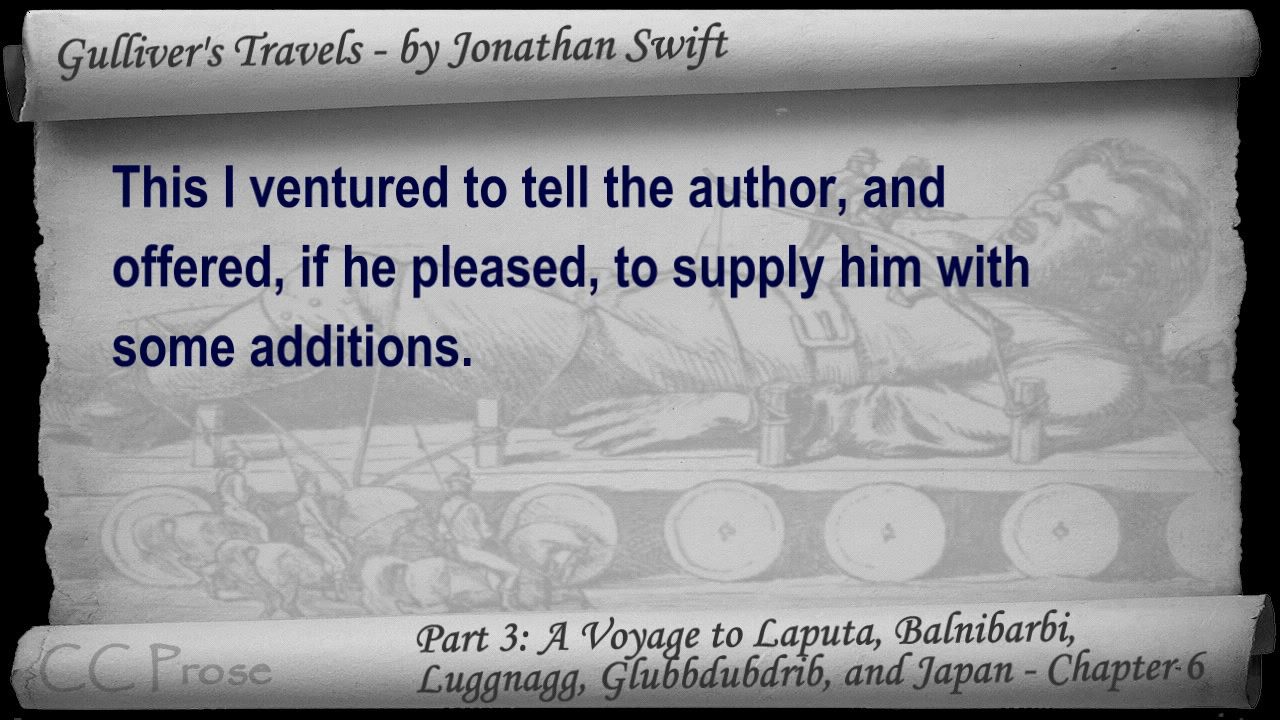 Gulliver's Travels - by Jonathan Swift
This I ventured to tell the author, and
offered, if he pleased, to supply him with
some additions.
Part 3: A Voyage to Laputa, Balnibarbi,
Luggnagg, Glubbdubdrib, and Japan - Chapter 6
CC Prose